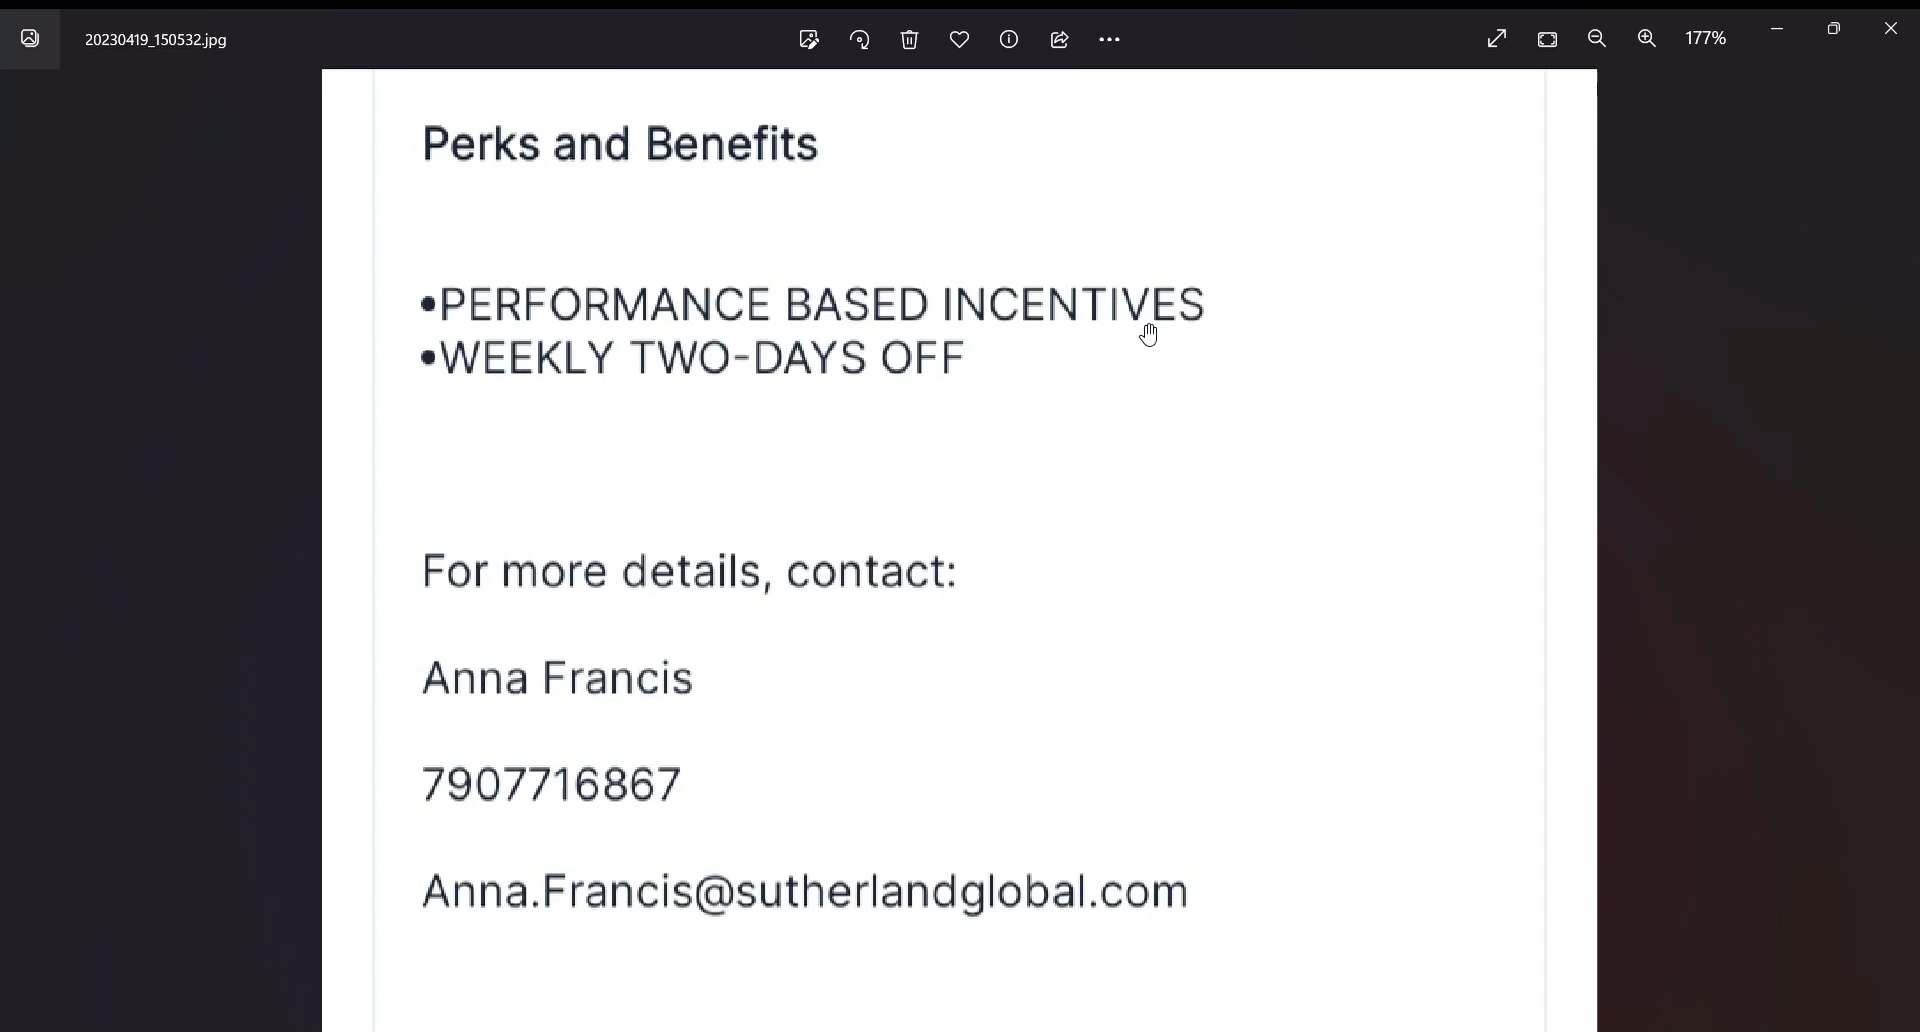 20230419_150532.jpg
177%
Perks and Benefits
•PERFORMANCE BASED INCENTIVES
•WEEKLY TWO-DAYS OFF
For more details, contact:
Anna Francis
7907716867
Anna.Francis@sutherlandglobal.com